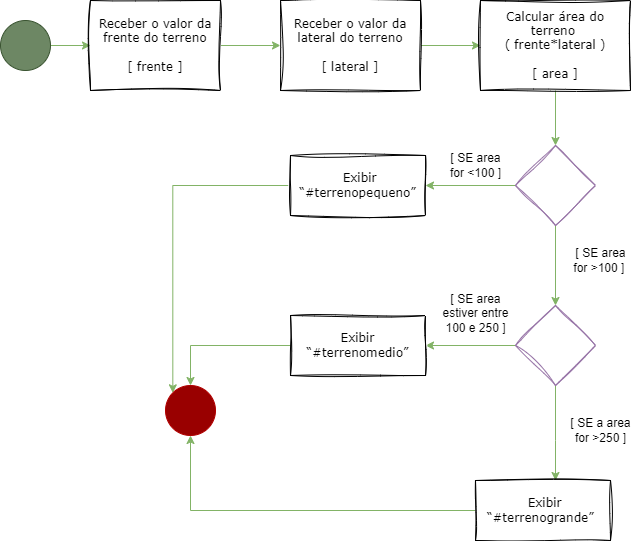 Receber o valor da
frente do terreno
[ frente ]
Receber o valor da
lateral do terreno
[ lateral ]
Calcular área do
terreno
( frente*lateral )
[ area ]
[ SE area
for <100 ]
Exibir
“#terrenopequeno”
[ SE area
for >100 ]
[ SE area
estiver entre
100 e 250 ]
Exibir
“#terrenomedio”
[ SE a area
for >250 ]
Exibir
“#terrenogrande”